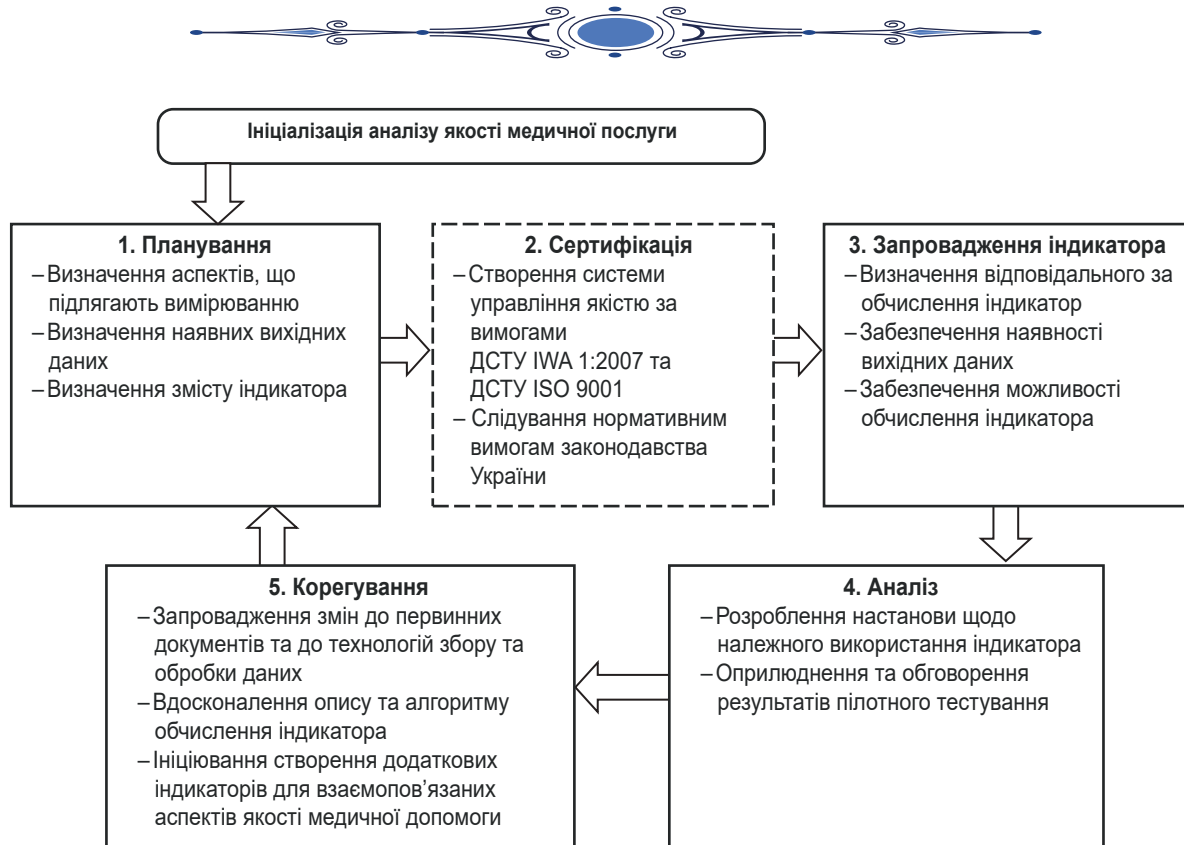 Ініціалізація аналізу якості медичної послуги
1. Планування
– Визначення аспектів, що
підлягають вимірюванню
– Визначення наявних вихідних
даних
– Визначення змісту індикатора
2. Сертифікація
– Створення системи
управління якістю за
вимогами
ДСТУ IWA 1:2007 та
ДСТУ ISO 9001
– Слідування нормативним
вимогам законодавства
України
3. Запровадження індикатора
– Визначення відповідального за
обчислення індикатор
– Забезпечення наявності
вихідних даних
– Забезпечення можливості
обчислення індикатора
4. Аналіз
– Розроблення настанови щодо
належного використання індикатора
– Оприлюднення та обговорення
результатів пілотного тестування
5. Корегування
– Запровадження змін до первинних
документів та до технологій збору та
обробки даних
– Вдосконалення опису та алгоритму
обчислення індикатора
– Ініціювання створення додаткових
індикаторів для взаємопов’язаних
аспектів якості медичної допомоги